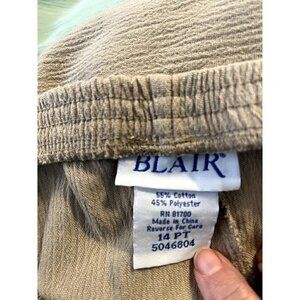 BLAIR
55% Cotton
45% Polyester
RN 81700
Made in China
Reverse For Care
14 PT
5046804